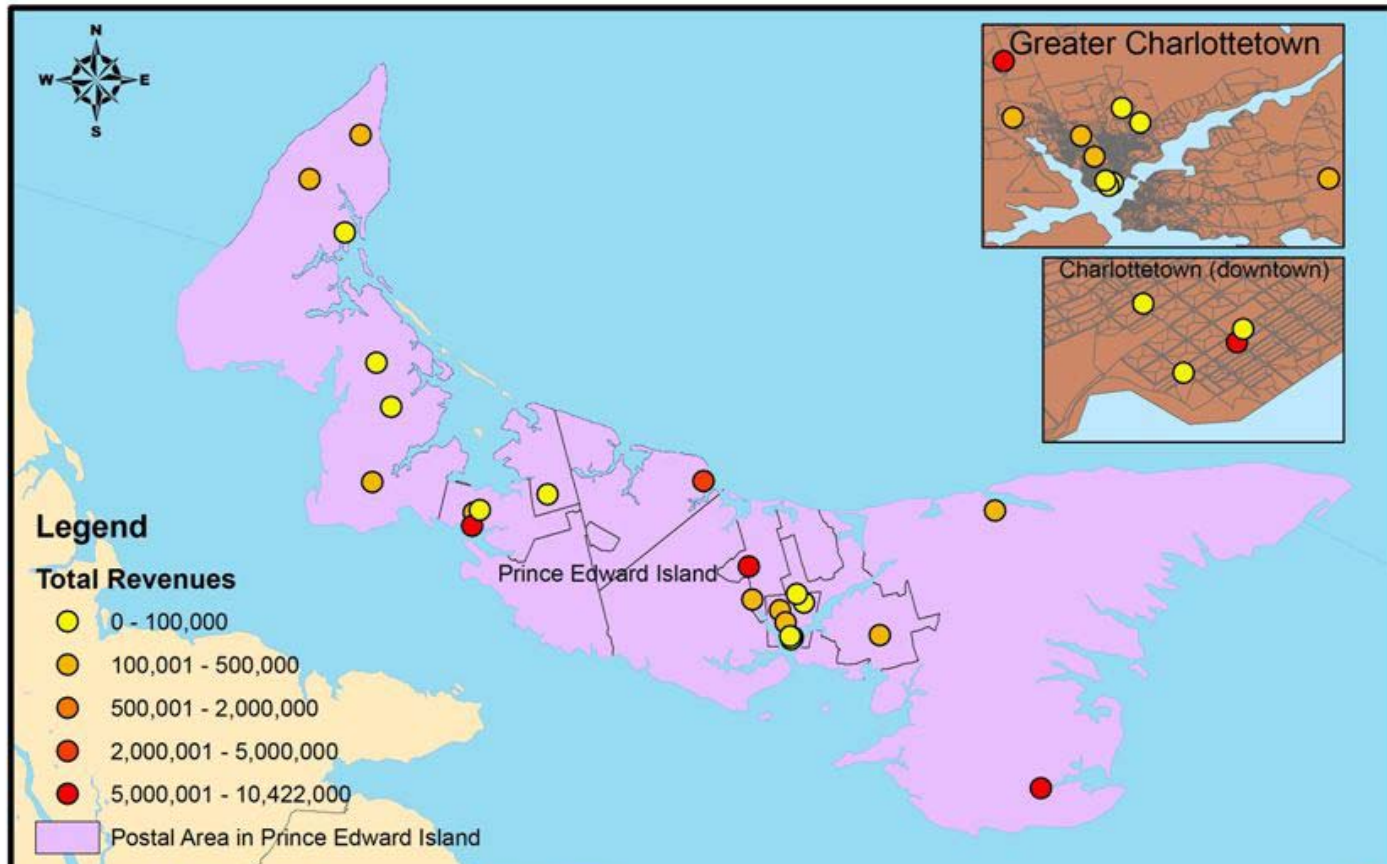 N
W E
S
Greater Charlottetown
Charlottetown (downtown)
Prince Edward Island
Legend
Total Revenues
0 - 100,000
100,001 - 500,000
500,001 - 2,000,000
2,000,001 - 5,000,000
5,000,001 - 10,422,000
Postal Area in Prince Edward Island